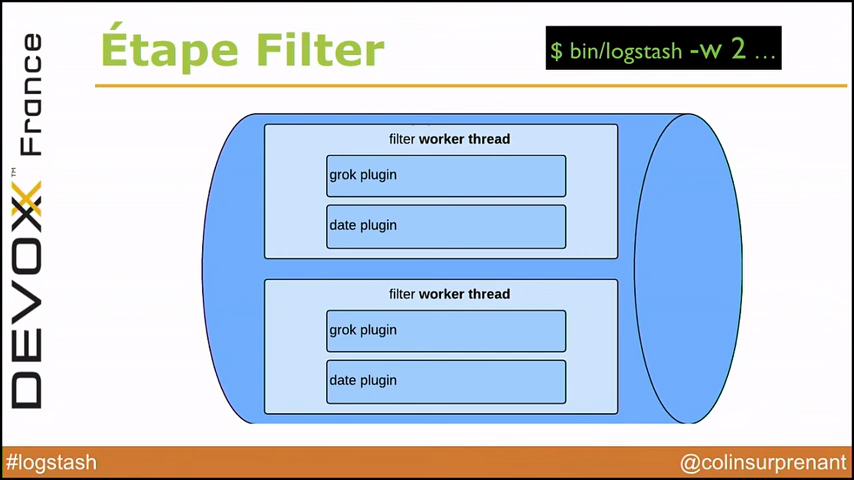 Étape Filter
$ bin/logstash -w 2 ...
DEVOXX™ France
filter worker thread
grok plugin
date plugin
filter worker thread
grok plugin
date plugin
#logstash
@colinsurprenant